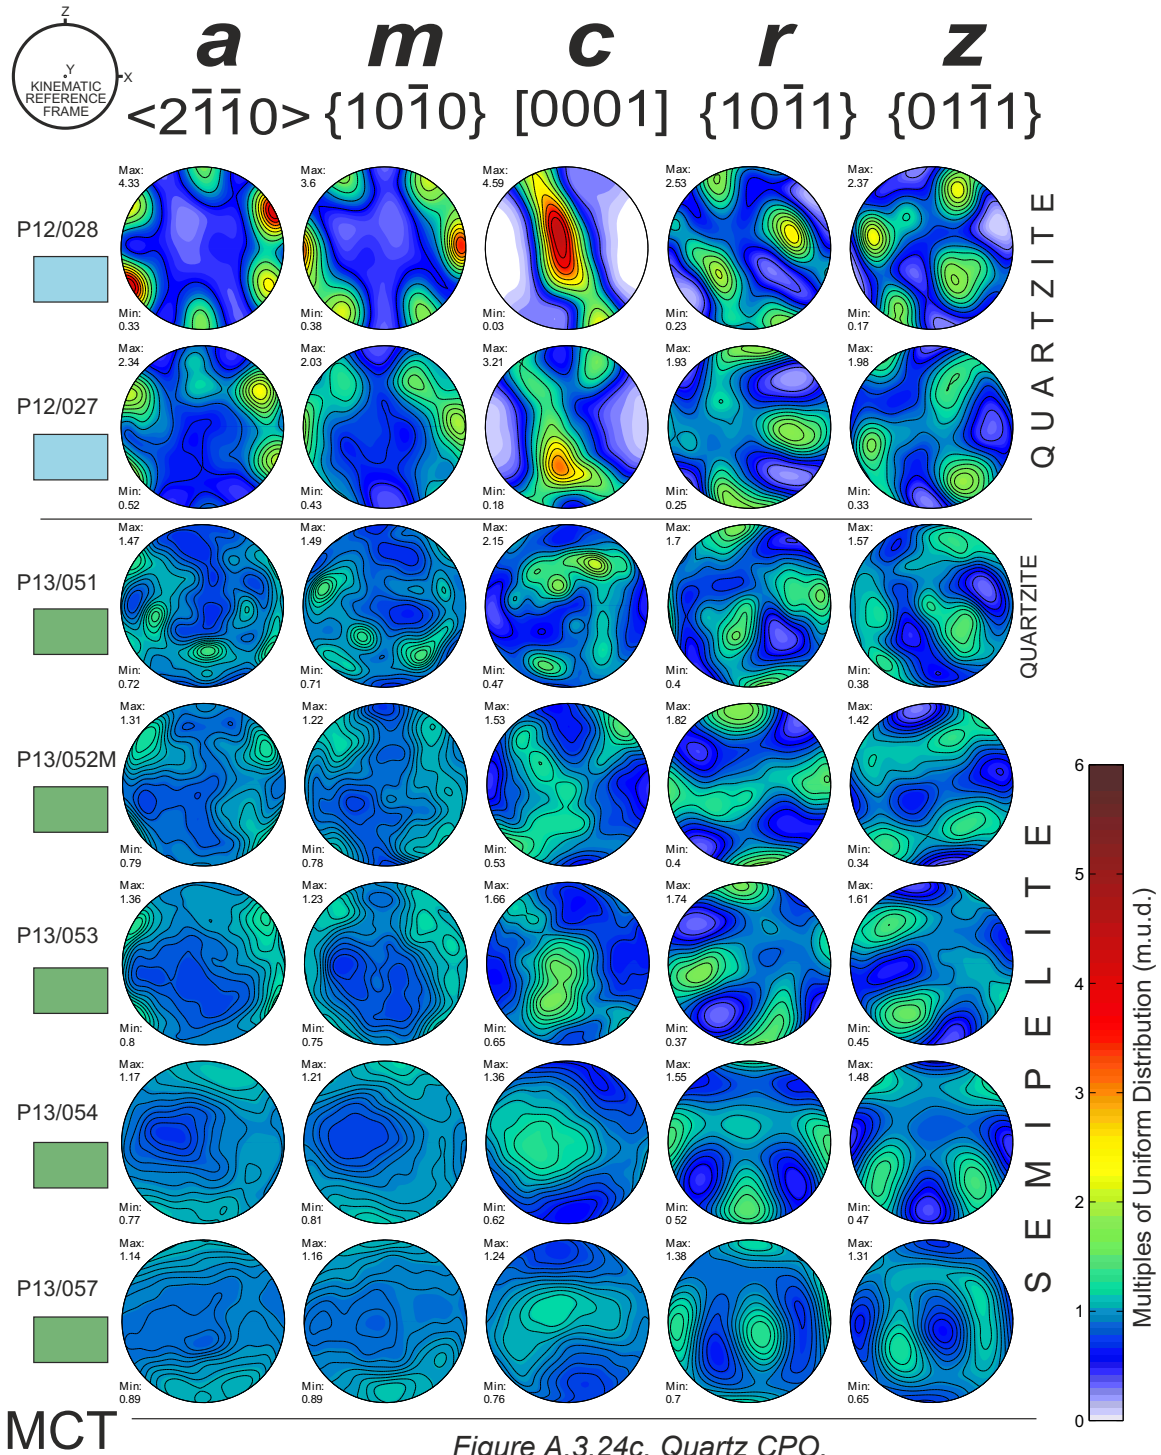 Z
Y
X
KINEMATIC
REFERENCE
FRAME
a m c r z
<2̅1̅10> {101̅0} [0001] {101̅1} {011̅1}
Max: Max: Max: Max: Max:
4.33 3.6 4.59 2.53 2.37
P12/028
Min: Min: Min: Min: Min:
0.33 0.38 0.03 0.23 0.17
Max: Max: Max: Max: Max:
2.34 2.03 3.21 1.93 1.98
P12/027
Min: Min: Min: Min: Min:
0.52 0.43 0.18 0.25 0.33
QUARTZITE
Max: Max: Max: Max: Max:
1.47 1.49 2.15 1.7 1.57
P13/051
Min: Min: Min: Min: Min:
0.72 0.71 0.47 0.4 0.38
QUARTZITE
Max: Max: Max: Max: Max:
1.31 1.22 1.53 1.82 1.42
P13/052M
Min: Min: Min: Min: Min:
0.79 0.78 0.53 0.4 0.34
Max: Max: Max: Max: Max:
1.36 1.23 1.66 1.74 1.61
P13/053
Min: Min: Min: Min: Min:
0.8 0.75 0.65 0.37 0.45
Max: Max: Max: Max: Max:
1.17 1.21 1.36 1.55 1.48
P13/054
Min: Min: Min: Min: Min:
0.77 0.81 0.62 0 52 0 47
Max: Max: Max: Max: Max:
1.14 1.16 1.24 1.38 1.31
P13/057
Min: Min: Min: Min: Min:
0.89 0.89 0.76 0.7 0.65
SEMIPELITE
6
5
4
3
2
1
0
Multiples of Uniform Distribution (m.u.d.)
MCT
Figure A.3.24c. Quartz CPO.